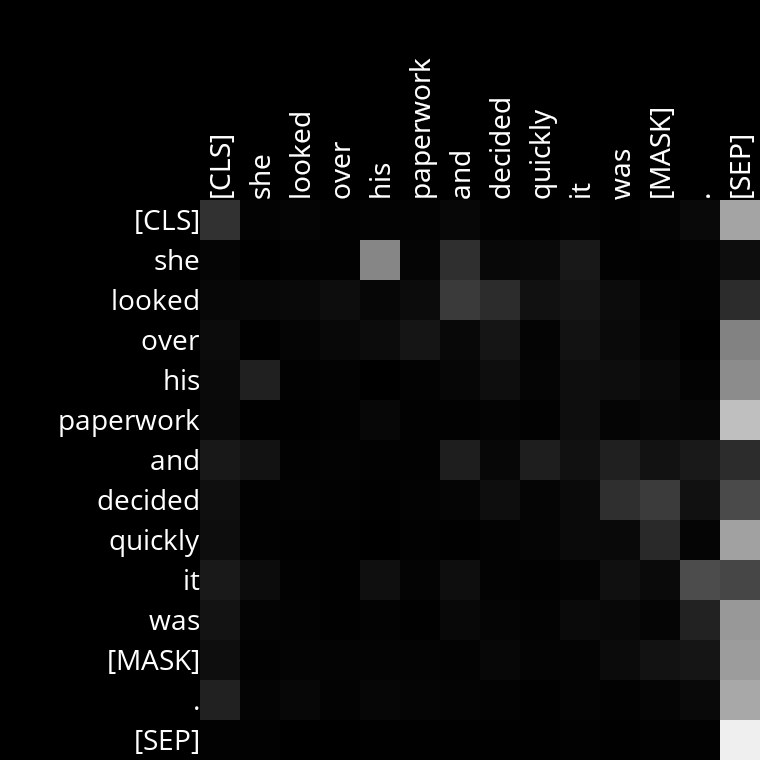 [CLS] she looked over his paperwork and decided quickly it was [MASK] . [SEP]
[CLS]
she
looked
over
his
paperwork
and
decided
quickly
it
was
[MASK]
.
[SEP]